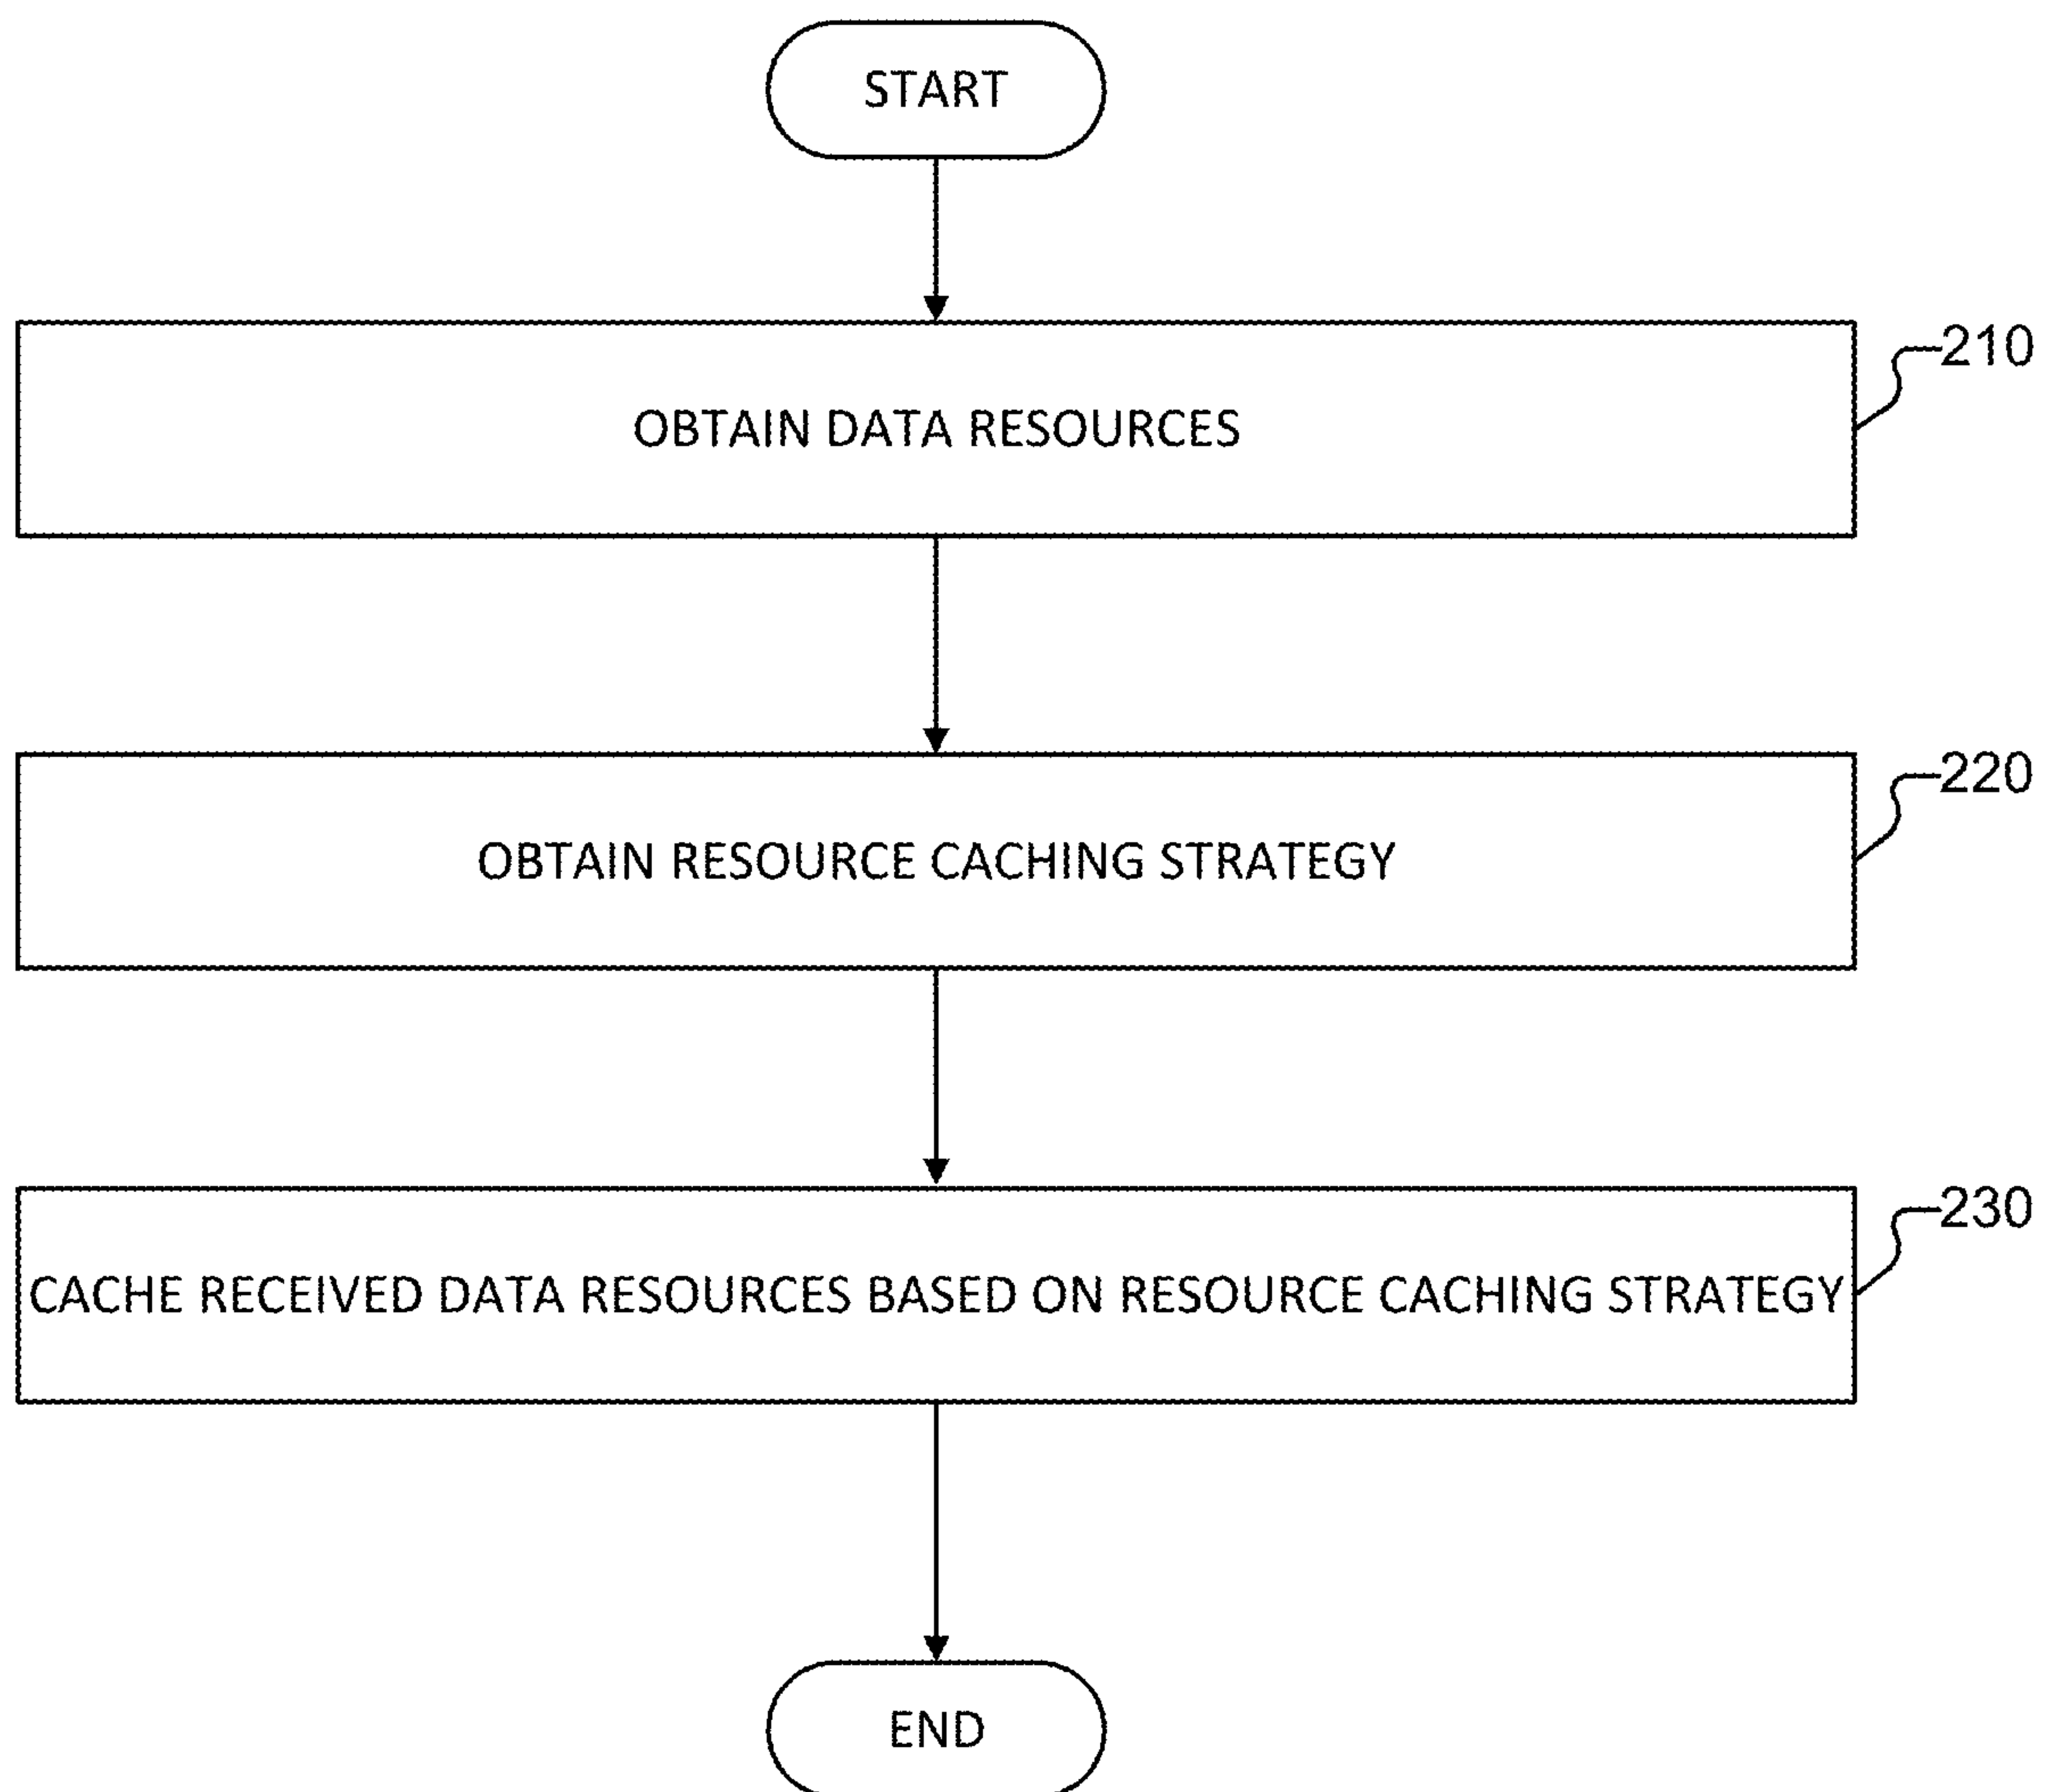 START
210
OBTAIN DATA RESOURCES
220
OBTAIN RESOURCE CACHING STRATEGY
230
CACHE RECEIVED DATA RESOURCES BASED ON RESOURCE CACHING STRATEGY
END